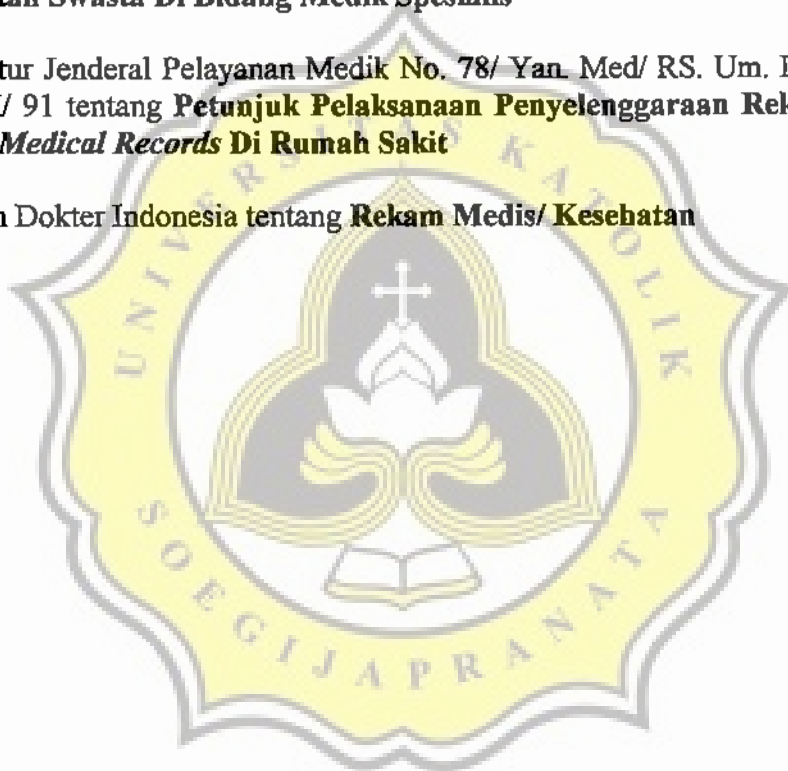 Swasta Di Bidang Medik Spesialis
tur Jenderal Pelayanan Medik No. 78/ Yan. Med/ RS. Um.
/ 91 tentang Petunjuk Pelaksanaan Penyelenggaraan Rek
Medical Records Di Rumah Sakit
n Dokter Indonesia tentang Rekam Medis/ Kesehatan
UNIVERSITAS KATOLIK
SOEGIJAPRANATA